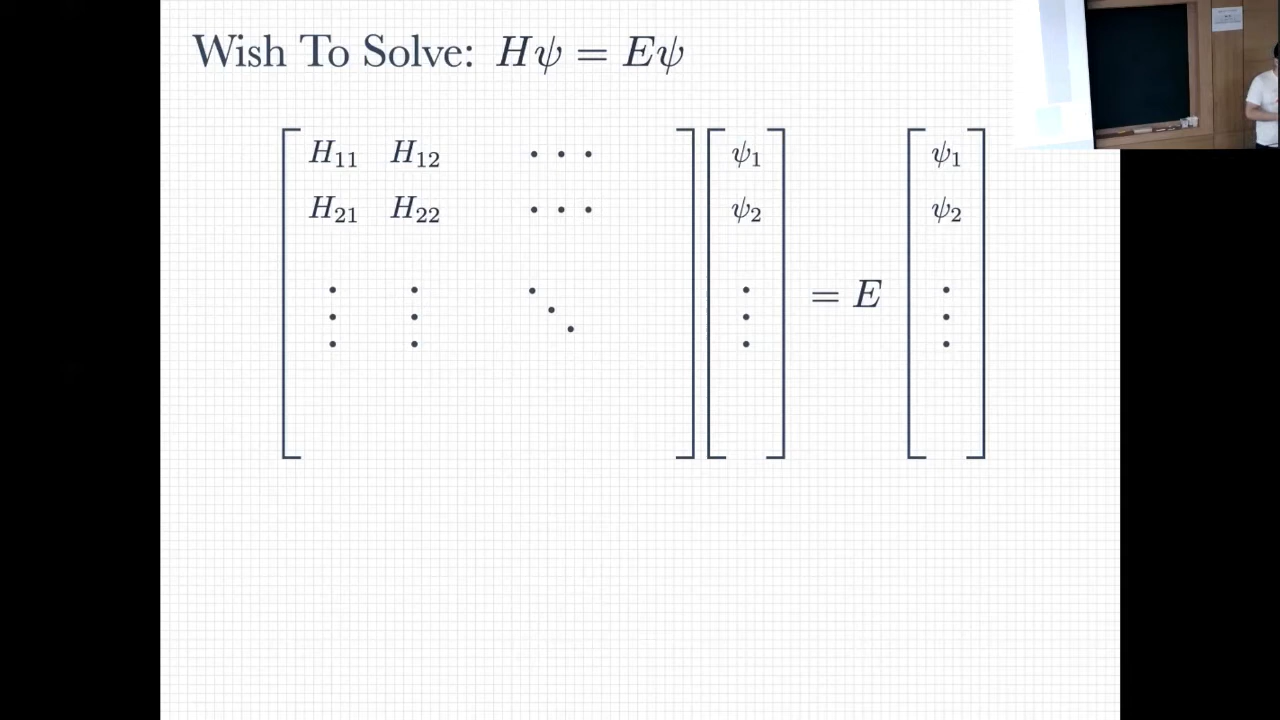 Wish To Solve: Hψ = Eψ
H₁₁ H₁₂ ··· ψ₁ ψ₁
H₂₁ H₂₂ ··· ψ₂ ψ₂
⋮ ⋮ ⋱ ⋮ = E ⋮